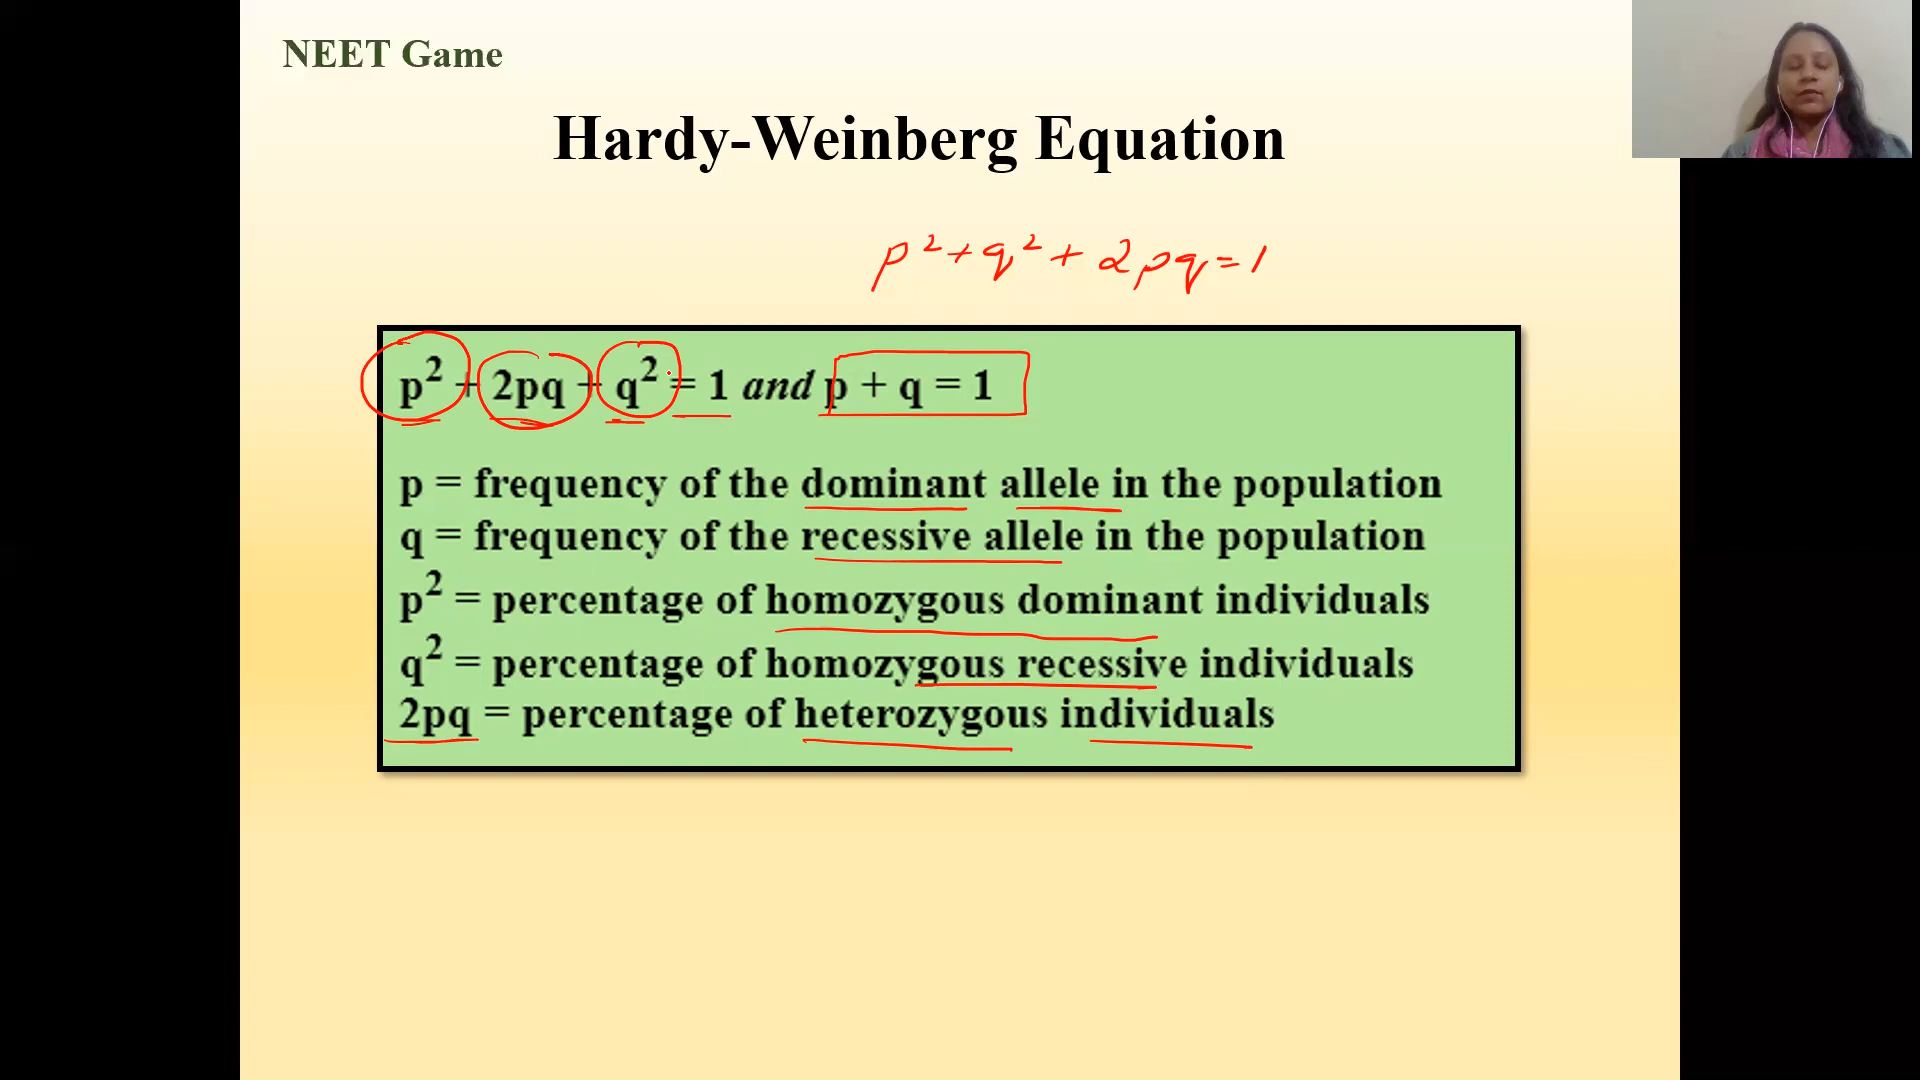 NEET Game
Hardy-Weinberg Equation
p² + q² + 2pq = 1
p² + 2pq + q² = 1 and p + q = 1
p = frequency of the dominant allele in the population
q = frequency of the recessive allele in the population
p² = percentage of homozygous dominant individuals
q² = percentage of homozygous recessive individuals
2pq = percentage of heterozygous individuals